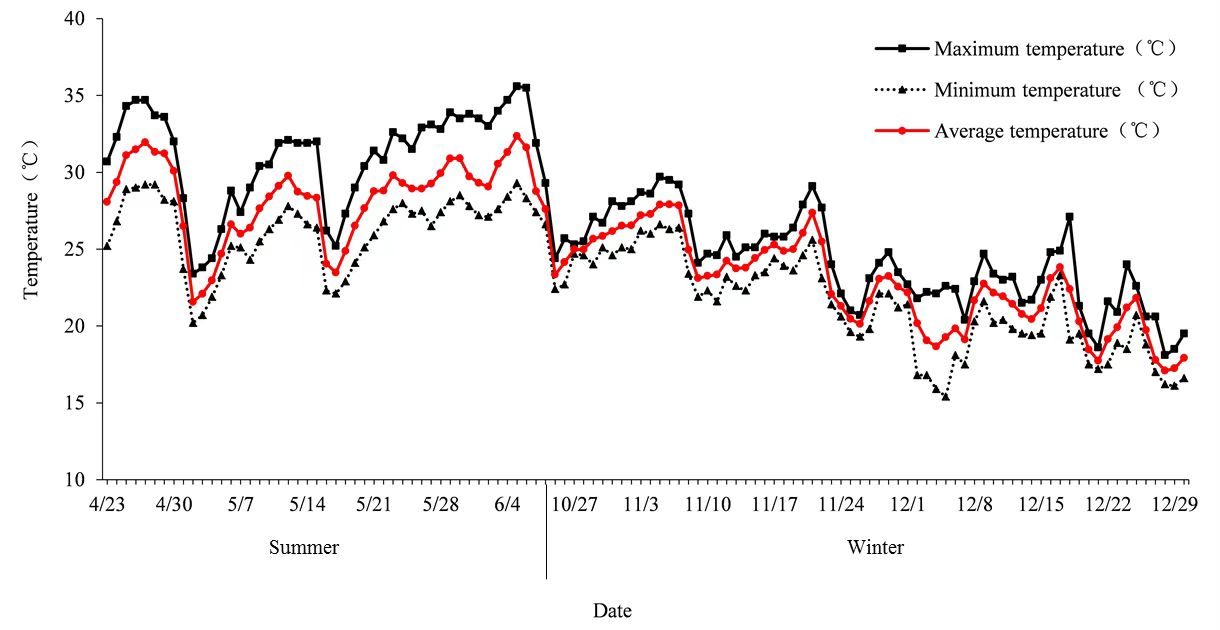 40
35
30
25
20
15
10
Temperature（℃）
Maximum temperature（℃）
Minimum temperature （℃）
Average temperature（℃）
4/23 4/30 5/7 5/14 5/21 5/28 6/4 10/27 11/3 11/10 11/17 11/24 12/1 12/8 12/15 12/22 12/29
Summer Winter
Date